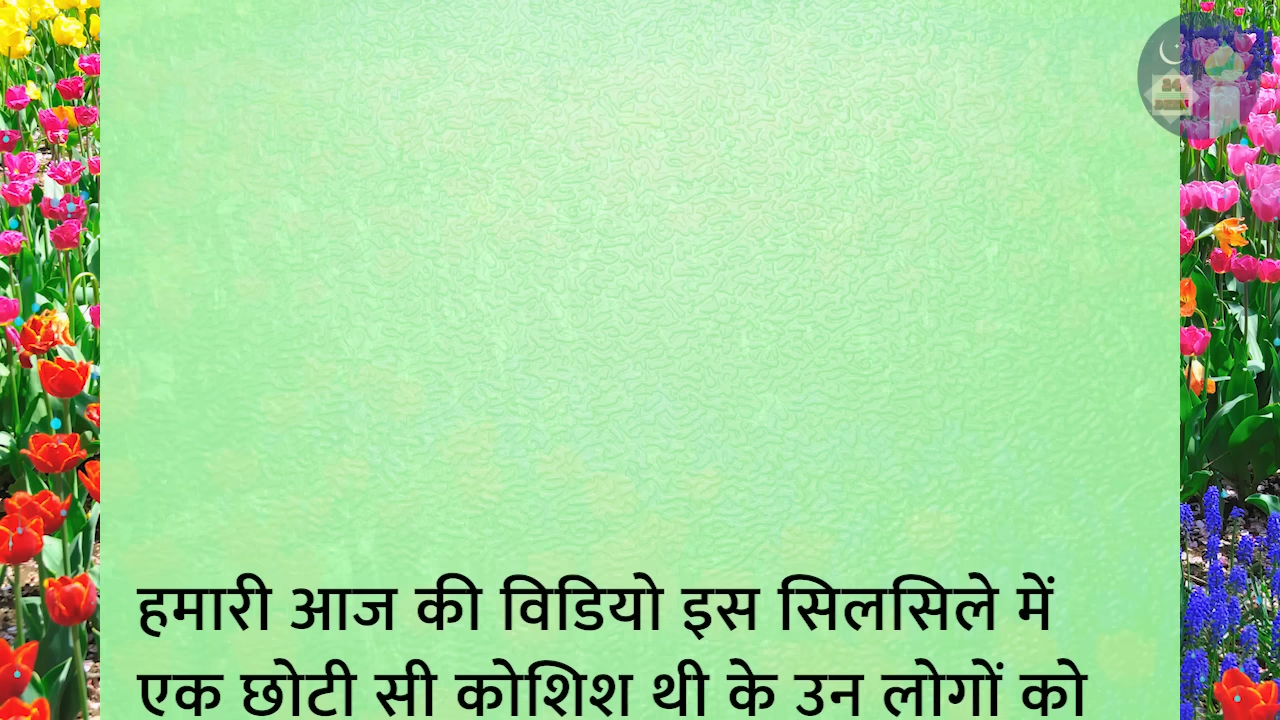 हमारी आज की विडियो इस सिलसिले में
एक छोटी सी कोशिश थी के उन लोगों को